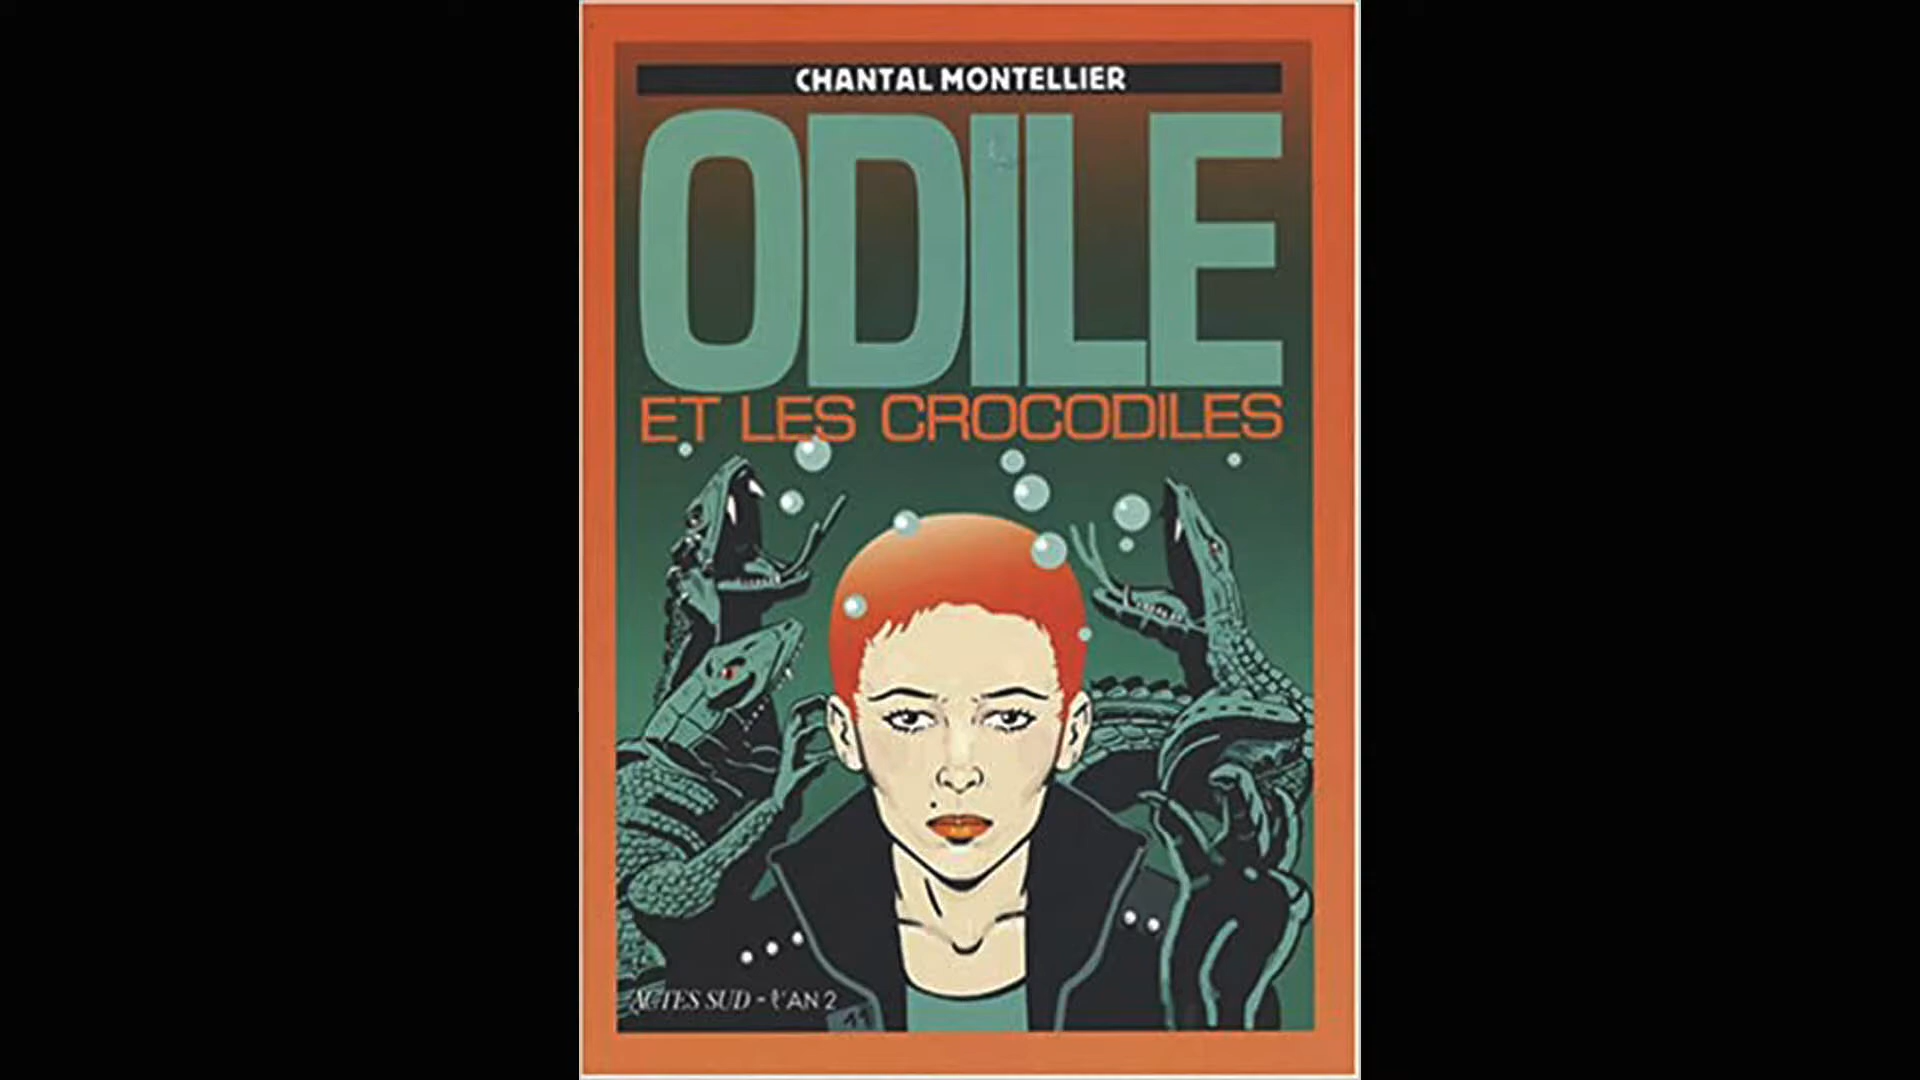 CHANTAL MONTELLIER
ODILE
ET LES CROCODILES
ACTES SUD - l'AN 2